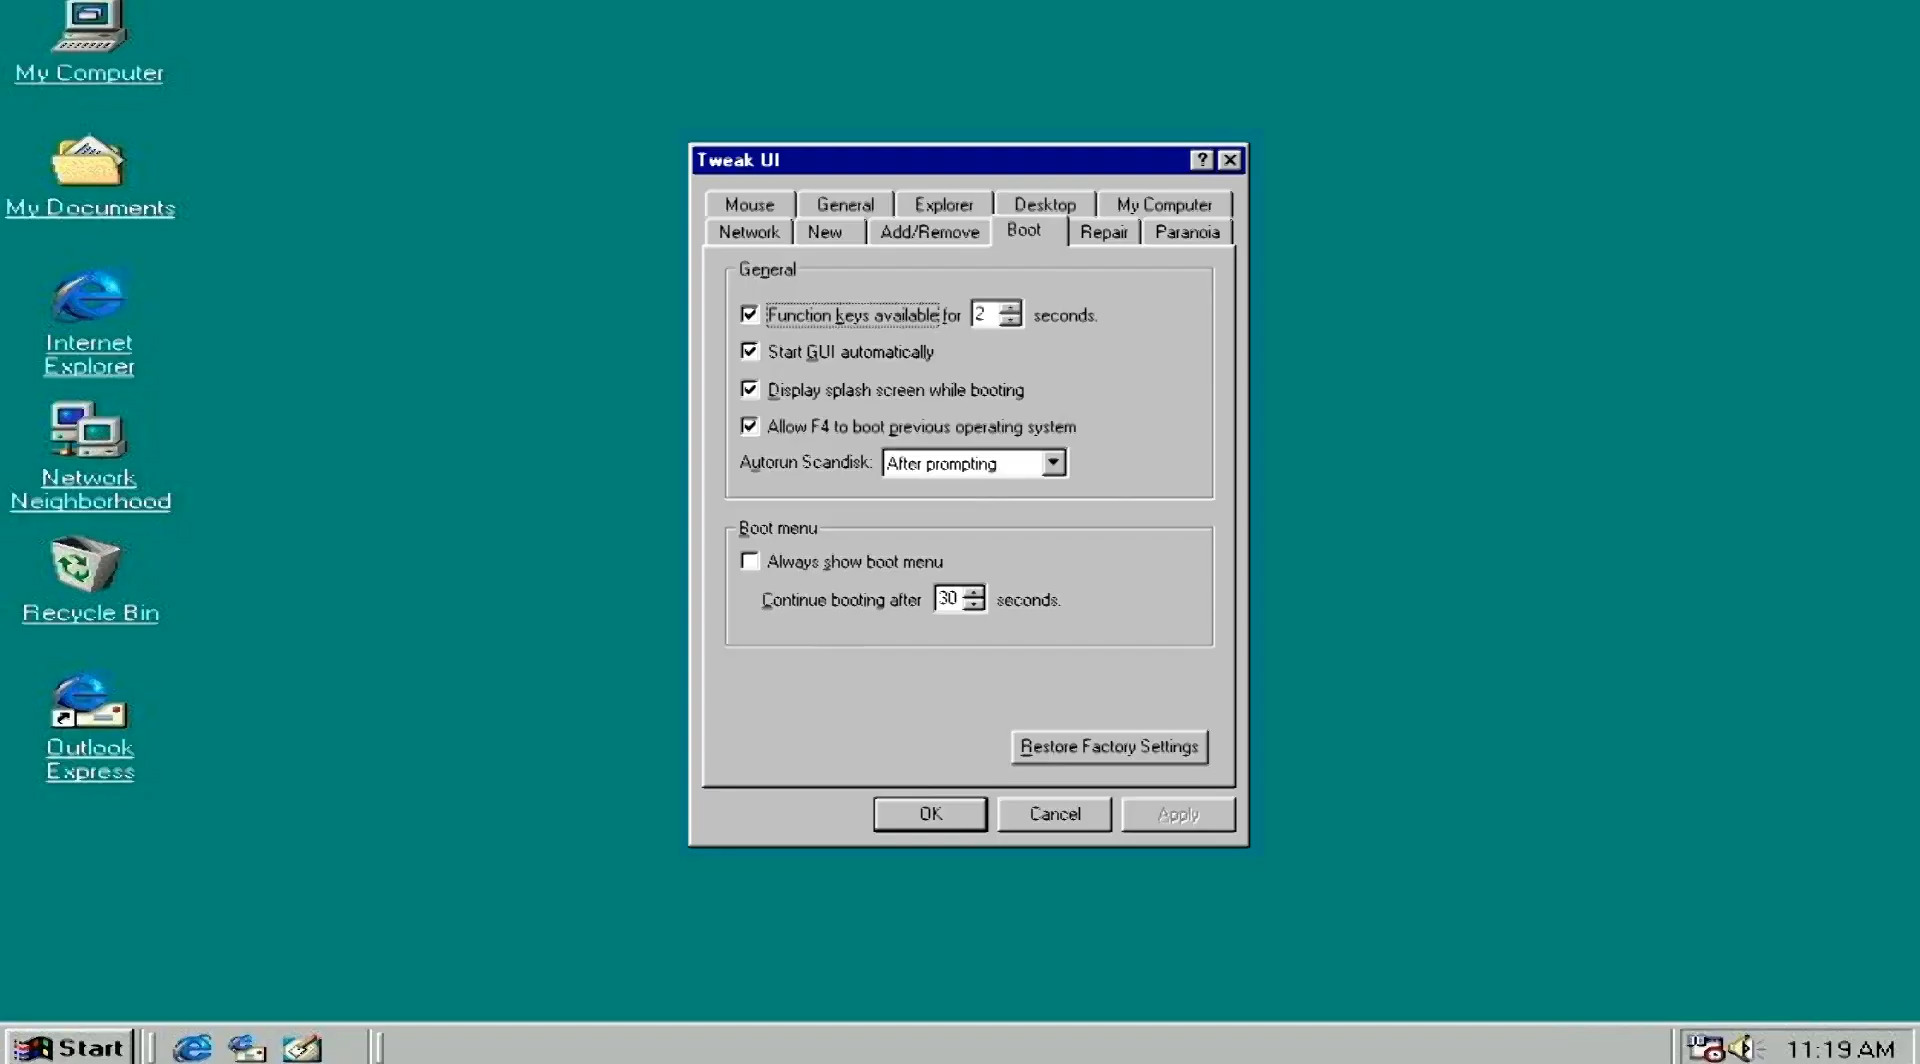 My Computer
My Documents
Internet
Explorer
Network
Neighborhood
Recycle Bin
Outlook
Express
Tweak UI
Mouse General Explorer Desktop My Computer
Network New Add/Remove Boot Repair Paranoia
General
Function keys available for 2 seconds.
Start GUI automatically
Display splash screen while booting
Allow F4 to boot previous operating system
Autorun Scandisk: After prompting
Boot menu
Always show boot menu
Continue booting after 30 seconds.
Restore Factory Settings
OK Cancel Apply
Start 11:19 AM